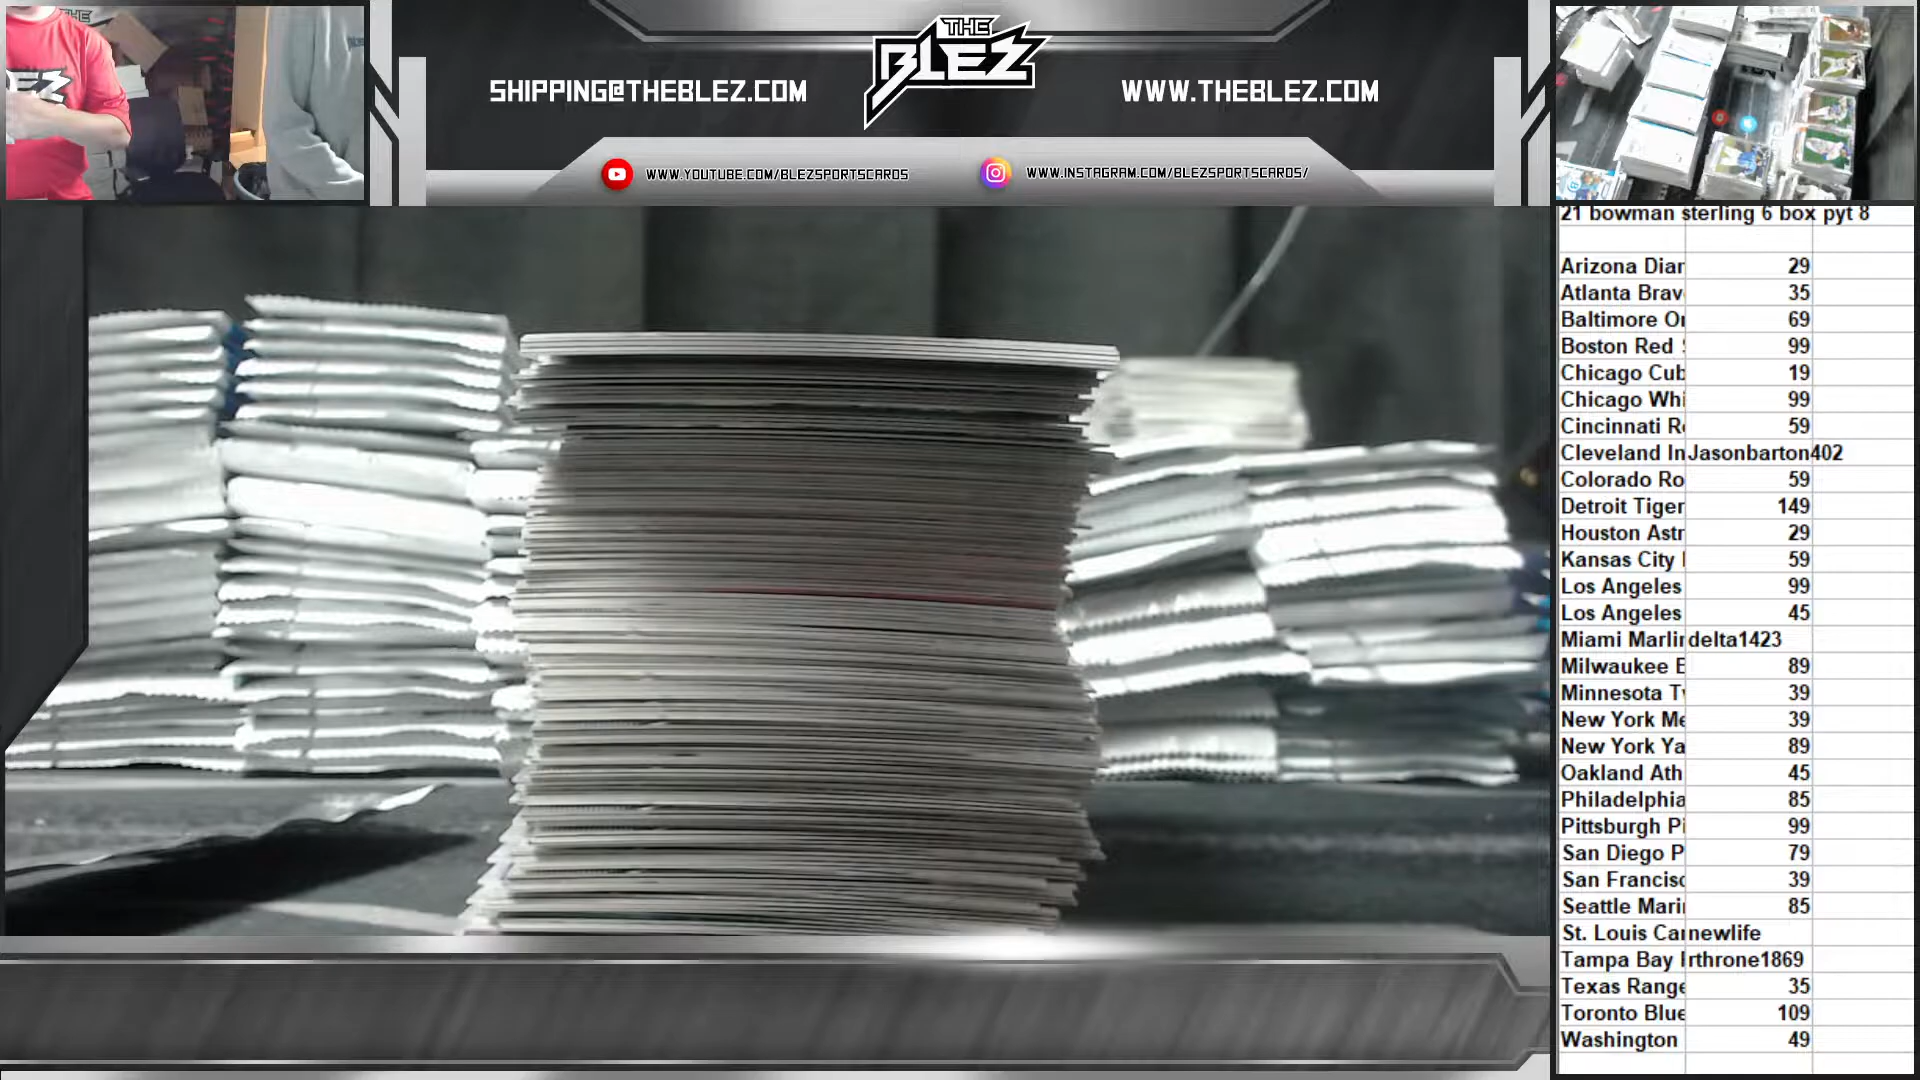 THE
BLEZ
SHIPPING@THEBLEZ.COM
WWW.THEBLEZ.COM
WWW.YOUTUBE.COM/BLEZSPORTSCARDS
WWW.INSTAGRAM.COM/BLEZSPORTSCARDS/
21 bowman sterling 6 box pyt 8
Arizona Diar 29
Atlanta Brav 35
Baltimore Or 69
Boston Red 99
Chicago Cub 19
Chicago Whi 99
Cincinnati Re 59
Cleveland In Jasonbarton402
Colorado Ro 59
Detroit Tiger 149
Houston Astr 29
Kansas City 59
Los Angeles 99
Los Angeles 45
Miami Marlin delta1423
Milwaukee B 89
Minnesota Tw 39
New York Me 39
New York Ya 89
Oakland Ath 45
Philadelphia 85
Pittsburgh Pi 99
San Diego P 79
San Francisc 39
Seattle Mari 85
St. Louis Car newlife
Tampa Bay rthrone1869
Texas Range 35
Toronto Blue 109
Washington 49